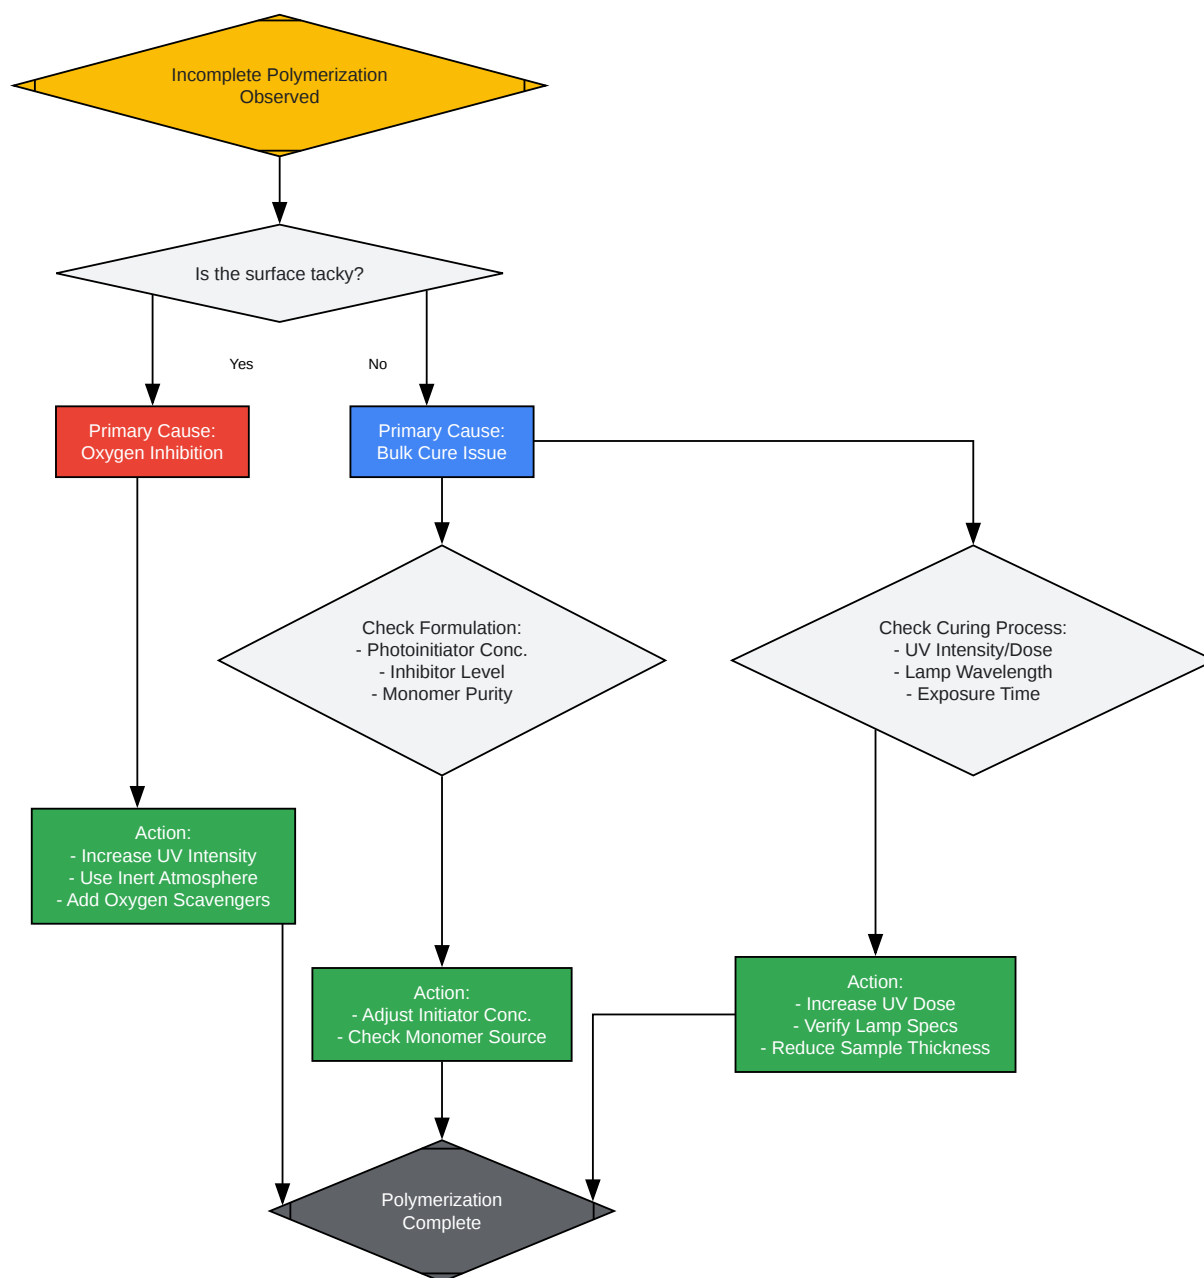 Incomplete Polymerization
Observed
Is the surface tacky?
Yes
No
Primary Cause:
Oxygen Inhibition
Primary Cause:
Bulk Cure Issue
Check Formulation:
- Photoinitiator Conc.
- Inhibitor Level
- Monomer Purity
Check Curing Process:
- UV Intensity/Dose
- Lamp Wavelength
- Exposure Time
Action:
- Increase UV Intensity
- Use Inert Atmosphere
- Add Oxygen Scavengers
Action:
- Adjust Initiator Conc.
- Check Monomer Source
Action:
- Increase UV Dose
- Verify Lamp Specs
- Reduce Sample Thickness
Polymerization
Complete